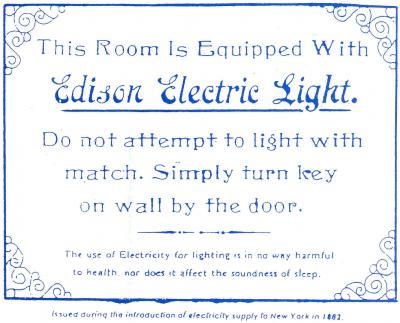 This Room Is Equipped With
Edison Electric Light.
Do not attempt to light with
match. Simply turn key
on wall by the door.
The use of Electricity for lighting is in no way harmful
to health, nor does it affect the soundness of sleep.
Issued during the introduction of electricity supply to New York in 1882.